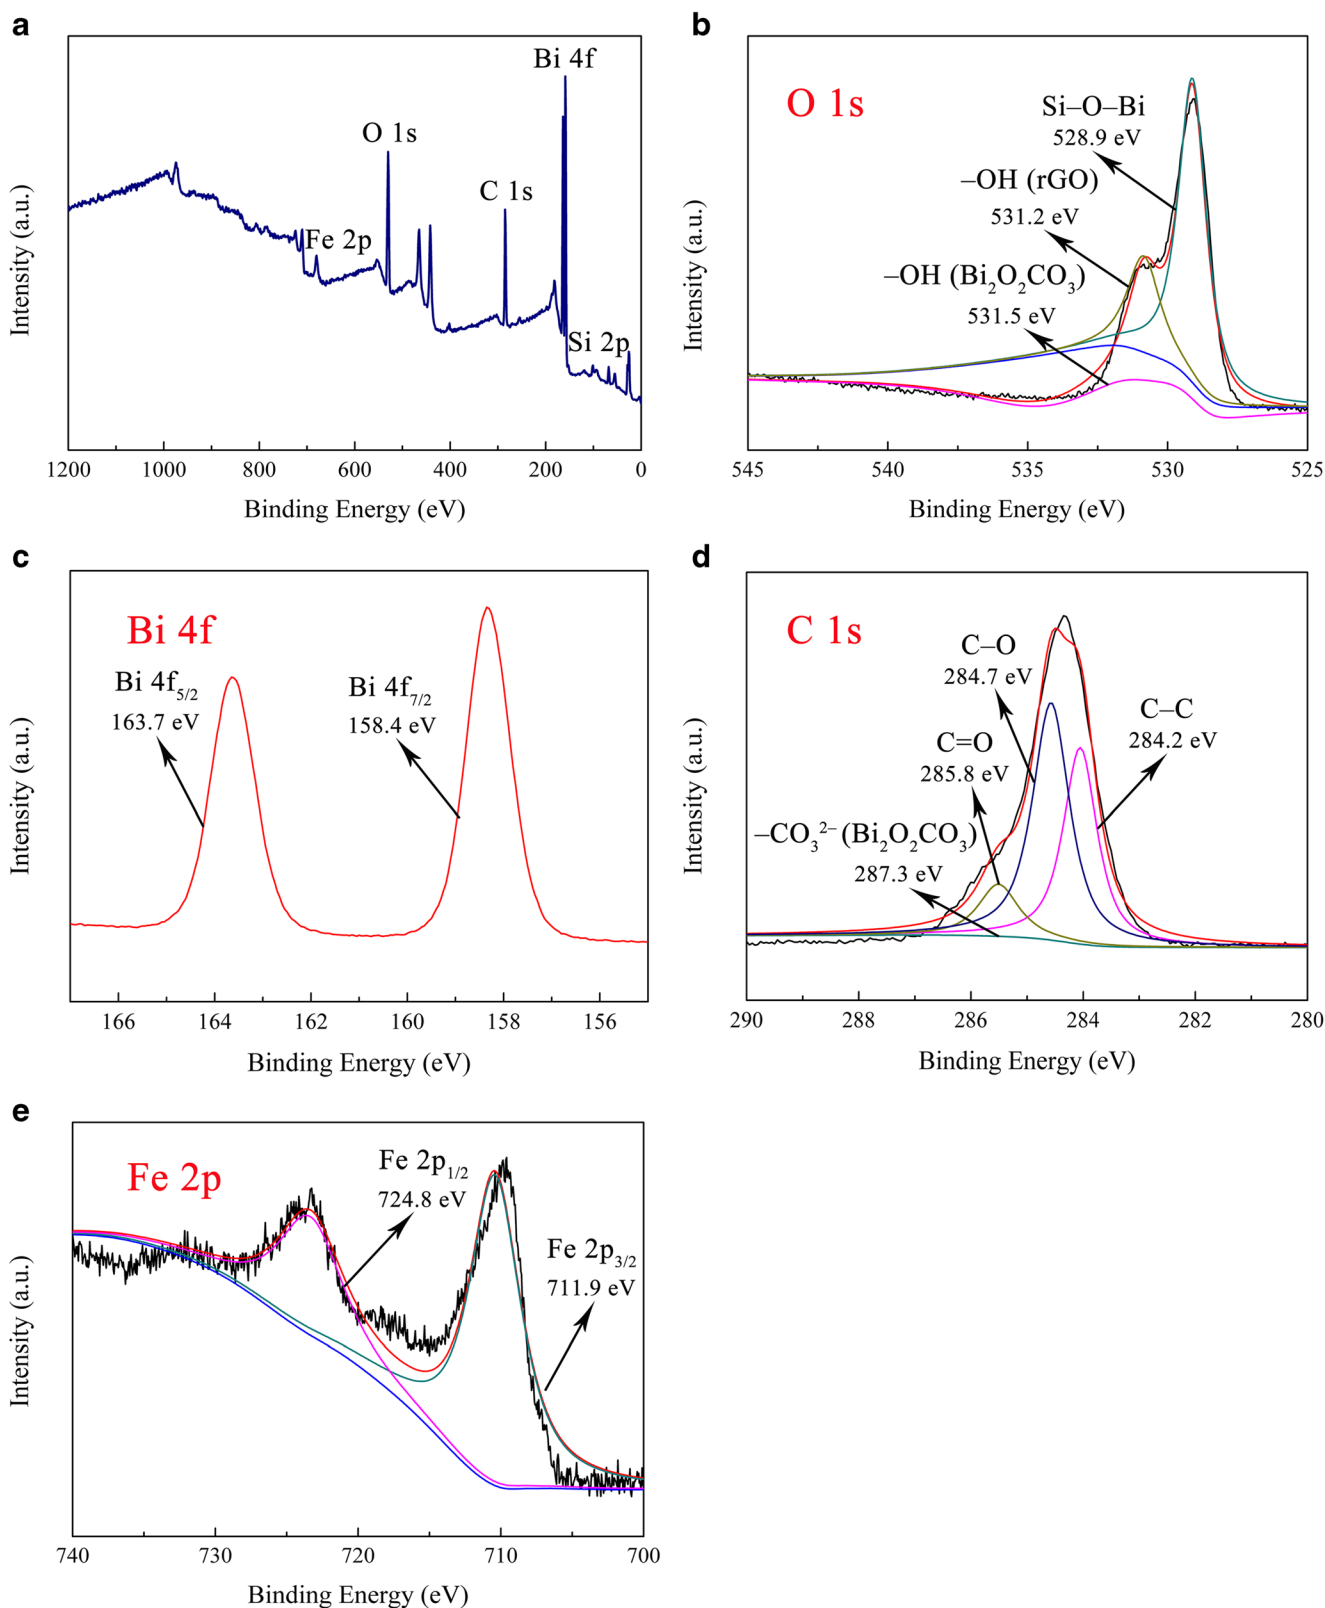 a
Bi 4f
O 1s
C 1s
Fe 2p
Si 2p
Intensity (a.u.)
1200 1000 800 600 400 200 0
Binding Energy (eV)
b
O 1s
Si–O–Bi
528.9 eV
–OH (rGO)
531.2 eV
–OH (Bi₂O₂CO₃)
531.5 eV
Intensity (a.u.)
545 540 535 530 525
Binding Energy (eV)
c
Bi 4f
Bi 4f₅/₂
163.7 eV
Bi 4f₇/₂
158.4 eV
Intensity (a.u.)
166 164 162 160 158 156
Binding Energy (eV)
d
C 1s
C–O
284.7 eV
C–C
284.2 eV
C=O
285.8 eV
–CO₃²⁻ (Bi₂O₂CO₃)
287.3 eV
Intensity (a.u.)
290 288 286 284 282 280
Binding Energy (eV)
e
Fe 2p
Fe 2p₁/₂
724.8 eV
Fe 2p₃/₂
711.9 eV
Intensity (a.u.)
740 730 720 710 700
Binding Energy (eV)